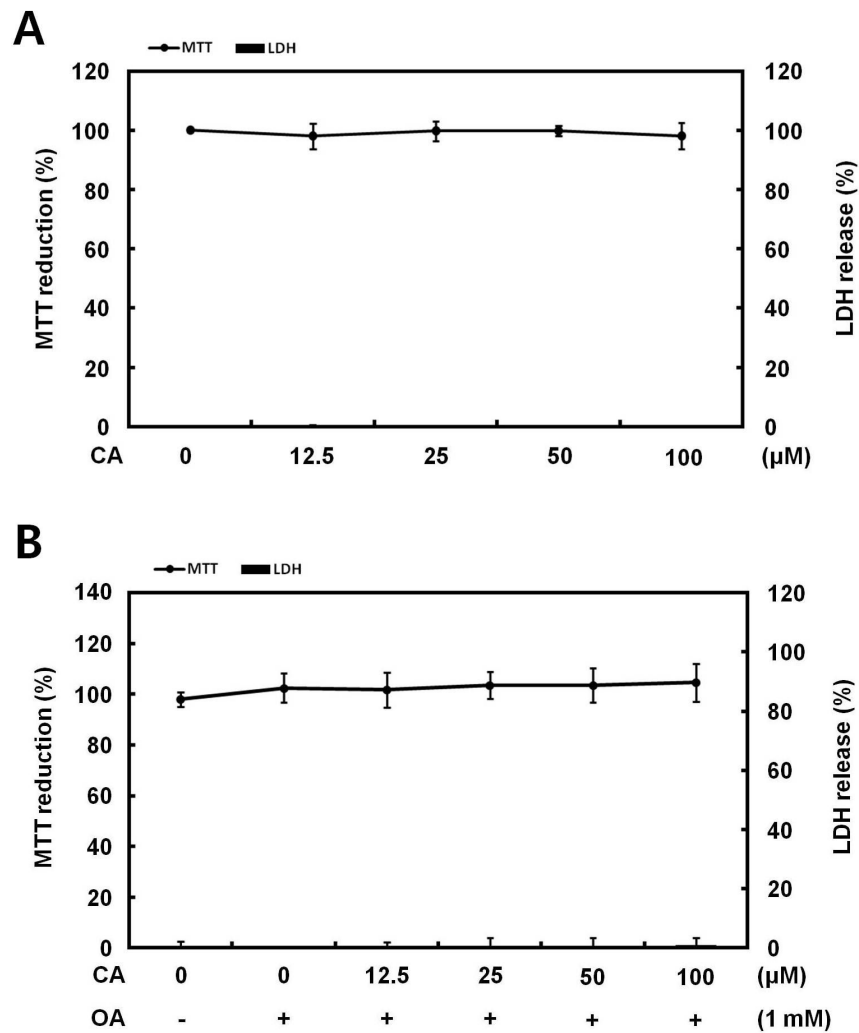 A
MTT LDH
120 120
100 100
80 80
60 60
40 40
20 20
0 0
MTT reduction (%)
LDH release (%)
CA 0 12.5 25 50 100 (µM)
B
MTT LDH
140 120
120 100
100 80
80 60
60 40
40 20
20 0
0
MTT reduction (%)
LDH release (%)
CA 0 0 12.5 25 50 100 (µM)
OA - + + + + + (1 mM)